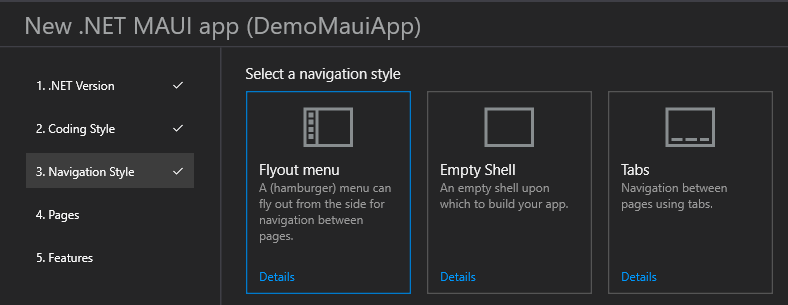 New .NET MAUI app (DemoMauiApp)
1. .NET Version
2. Coding Style
3. Navigation Style
4. Pages
5. Features
Select a navigation style
Flyout menu
A (hamburger) menu can
fly out from the side for
navigation between
pages.
Details
Empty Shell
An empty shell upon
which to build your app.
Details
Tabs
Navigation between
pages using tabs.
Details